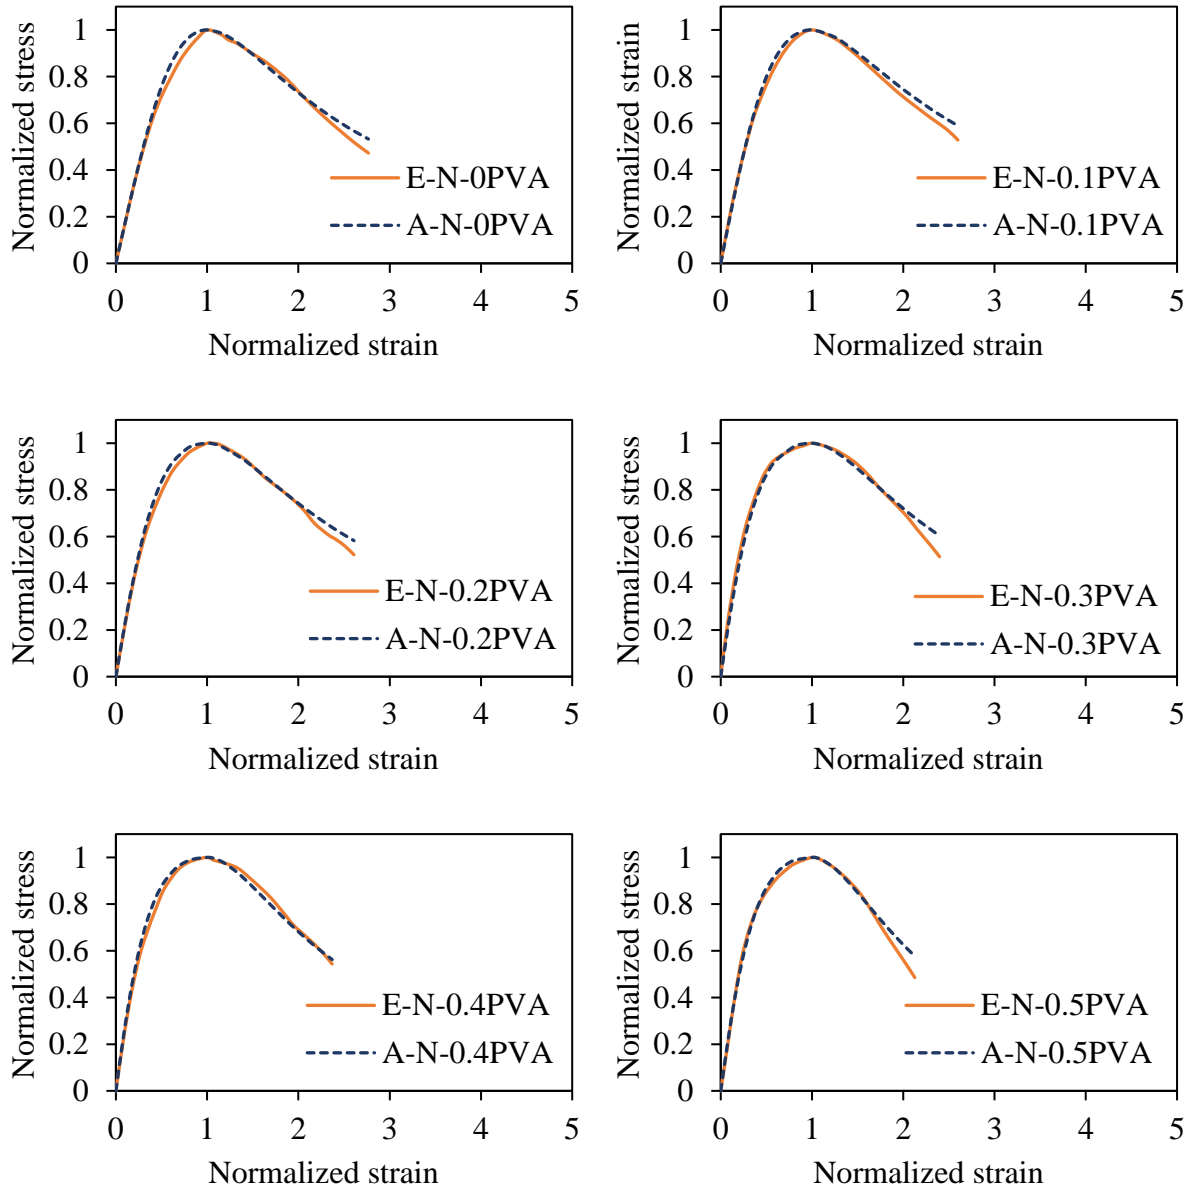 Normalized stress
1
0.8
0.6
0.4
0.2
0
E-N-0PVA
A-N-0PVA
0 1 2 3 4 5
Normalized strain
Normalized strain
1
0.8
0.6
0.4
0.2
0
E-N-0.1PVA
A-N-0.1PVA
0 1 2 3 4 5
Normalized strain
Normalized stress
1
0.8
0.6
0.4
0.2
0
E-N-0.2PVA
A-N-0.2PVA
0 1 2 3 4 5
Normalized strain
Normalized stress
1
0.8
0.6
0.4
0.2
0
E-N-0.3PVA
A-N-0.3PVA
0 1 2 3 4 5
Normalized strain
Normalized stress
1
0.8
0.6
0.4
0.2
0
E-N-0.4PVA
A-N-0.4PVA
0 1 2 3 4 5
Normalized strain
Normalized stress
1
0.8
0.6
0.4
0.2
0
E-N-0.5PVA
A-N-0.5PVA
0 1 2 3 4 5
Normalized strain